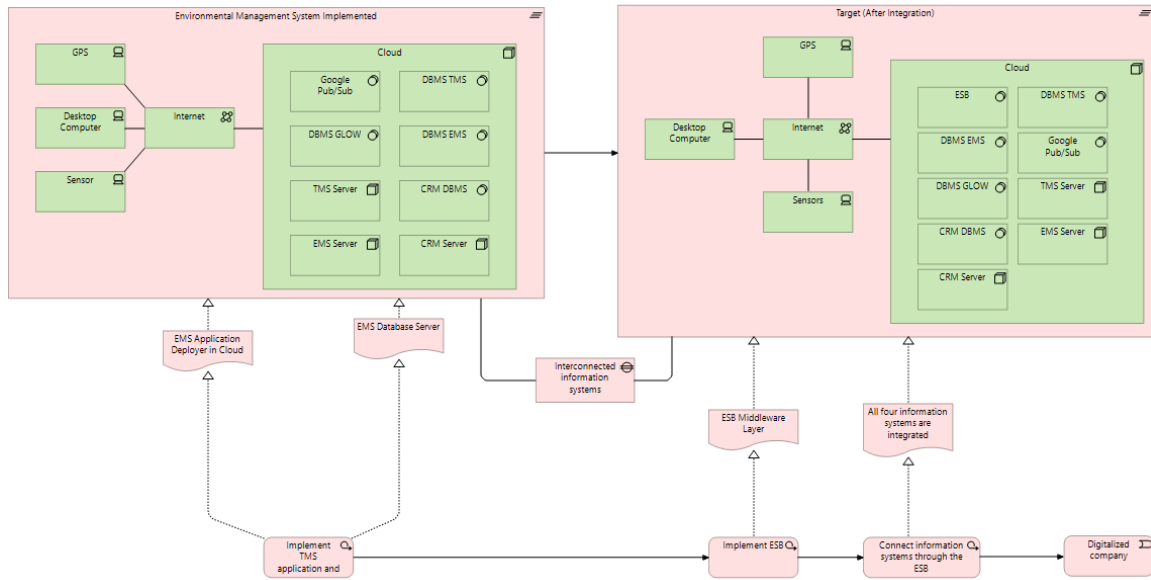 Environmental Management System Implemented
GPS
Desktop
Computer
Sensor
Internet
Cloud
Google
Pub/Sub
DBMS TMS
DBMS GLOW
DBMS EMS
TMS Server
CRM DBMS
EMS Server
CRM Server
Target (After Integration)
GPS
Desktop
Computer
Internet
Sensors
Cloud
ESB
DBMS TMS
DBMS EMS
Google
Pub/Sub
DBMS GLOW
TMS Server
CRM DBMS
EMS Server
CRM Server
EMS Application
Deployer in Cloud
EMS Database Server
Interconnected
information
systems
ESB Middleware
Layer
All four information
systems are
integrated
Implement
TMS
application and
Implement ESB
Connect information
systems through the
ESB
Digitalized
company